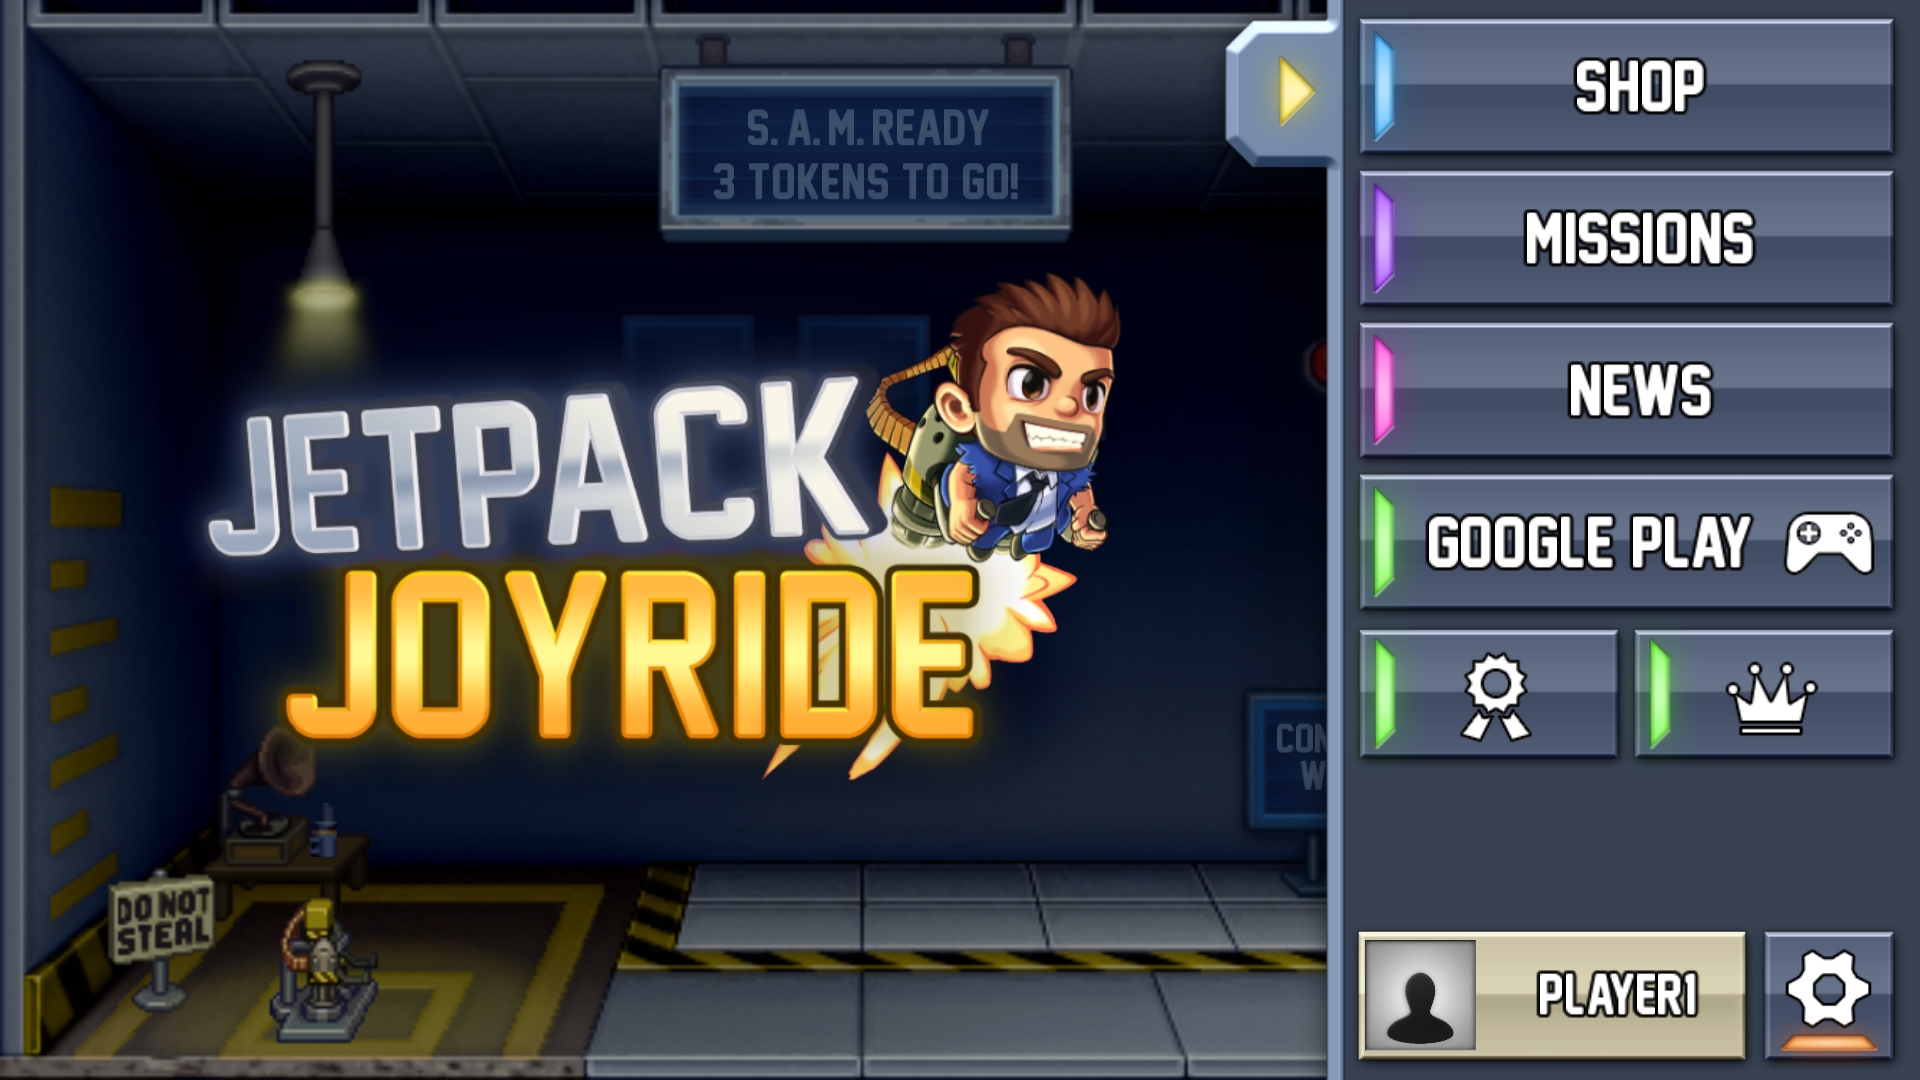 S. A. M. READY
3 TOKENS TO GO!
JETPACK
JOYRIDE
DO NOT
STEAL
SHOP
MISSIONS
NEWS
GOOGLE PLAY
PLAYER1